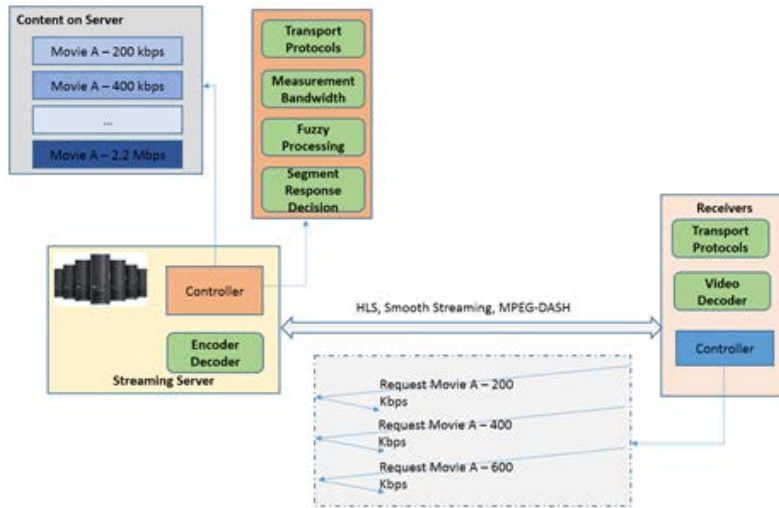 Content on Server
Movie A – 200 kbps
Movie A – 400 kbps
...
Movie A – 2.2 Mbps
Transport
Protocols
Measurement
Bandwidth
Fuzzy
Processing
Segment
Response
Decision
Controller
Encoder
Decoder
Streaming Server
HLS, Smooth Streaming, MPEG-DASH
Receivers
Transport
Protocols
Video
Decoder
Controller
Request Movie A – 200
Kbps
Request Movie A – 400
Kbps
Request Movie A – 600
Kbps